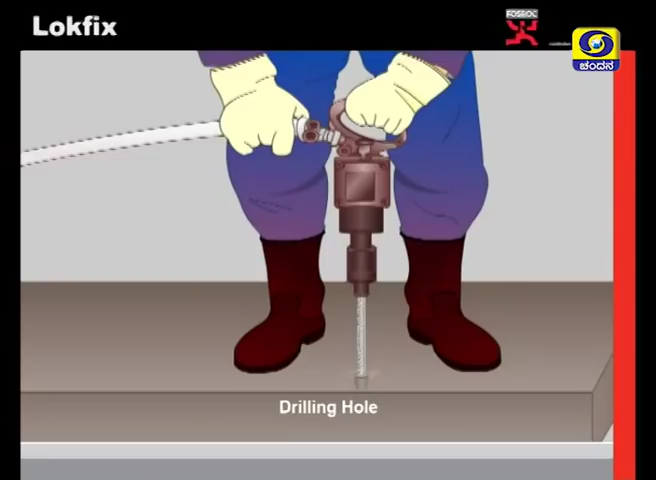 Lokfix
FOSROC
ಚಂದನ
Drilling Hole